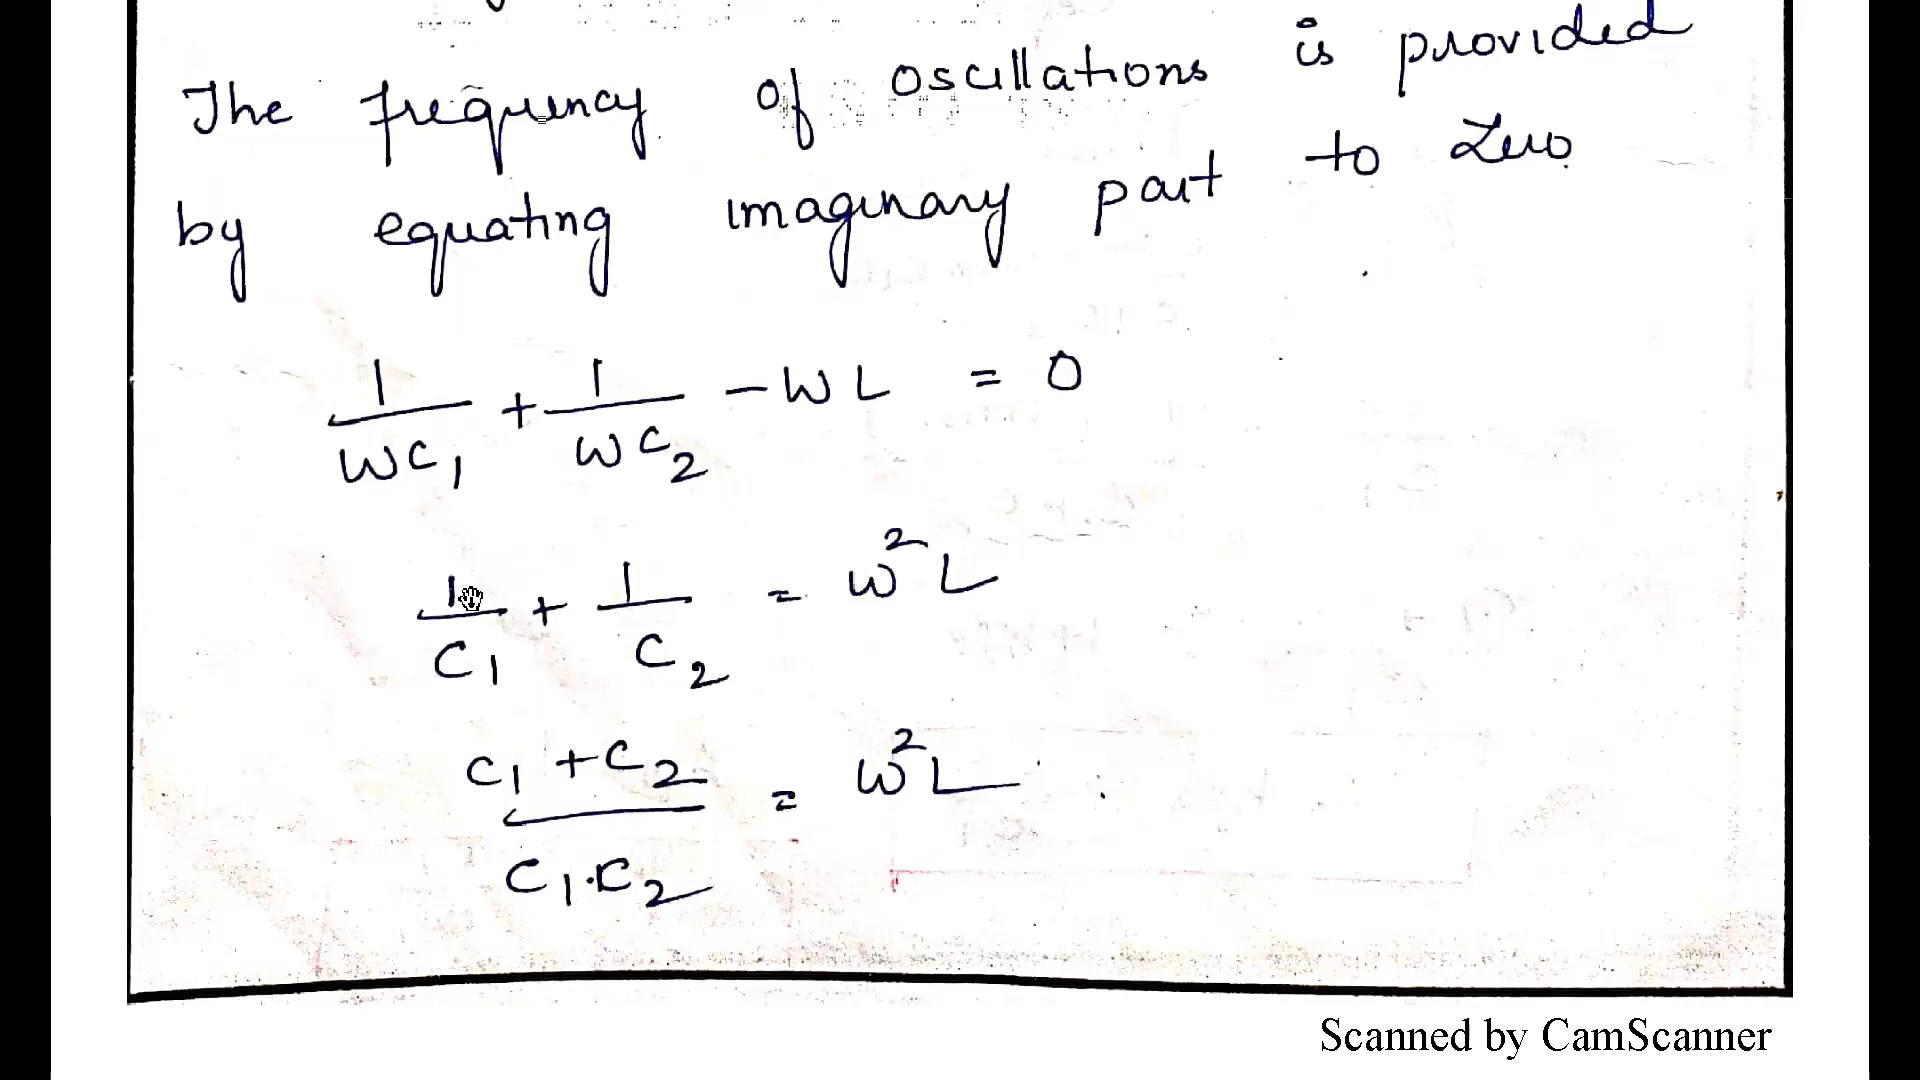 The frequency of oscillations is provided
by equating imaginary part to zero
1/WC1 + 1/WC2 - WL = 0
1/C1 + 1/C2 = W²L
C1 + C2 / C1.C2 = W²L
Scanned by CamScanner